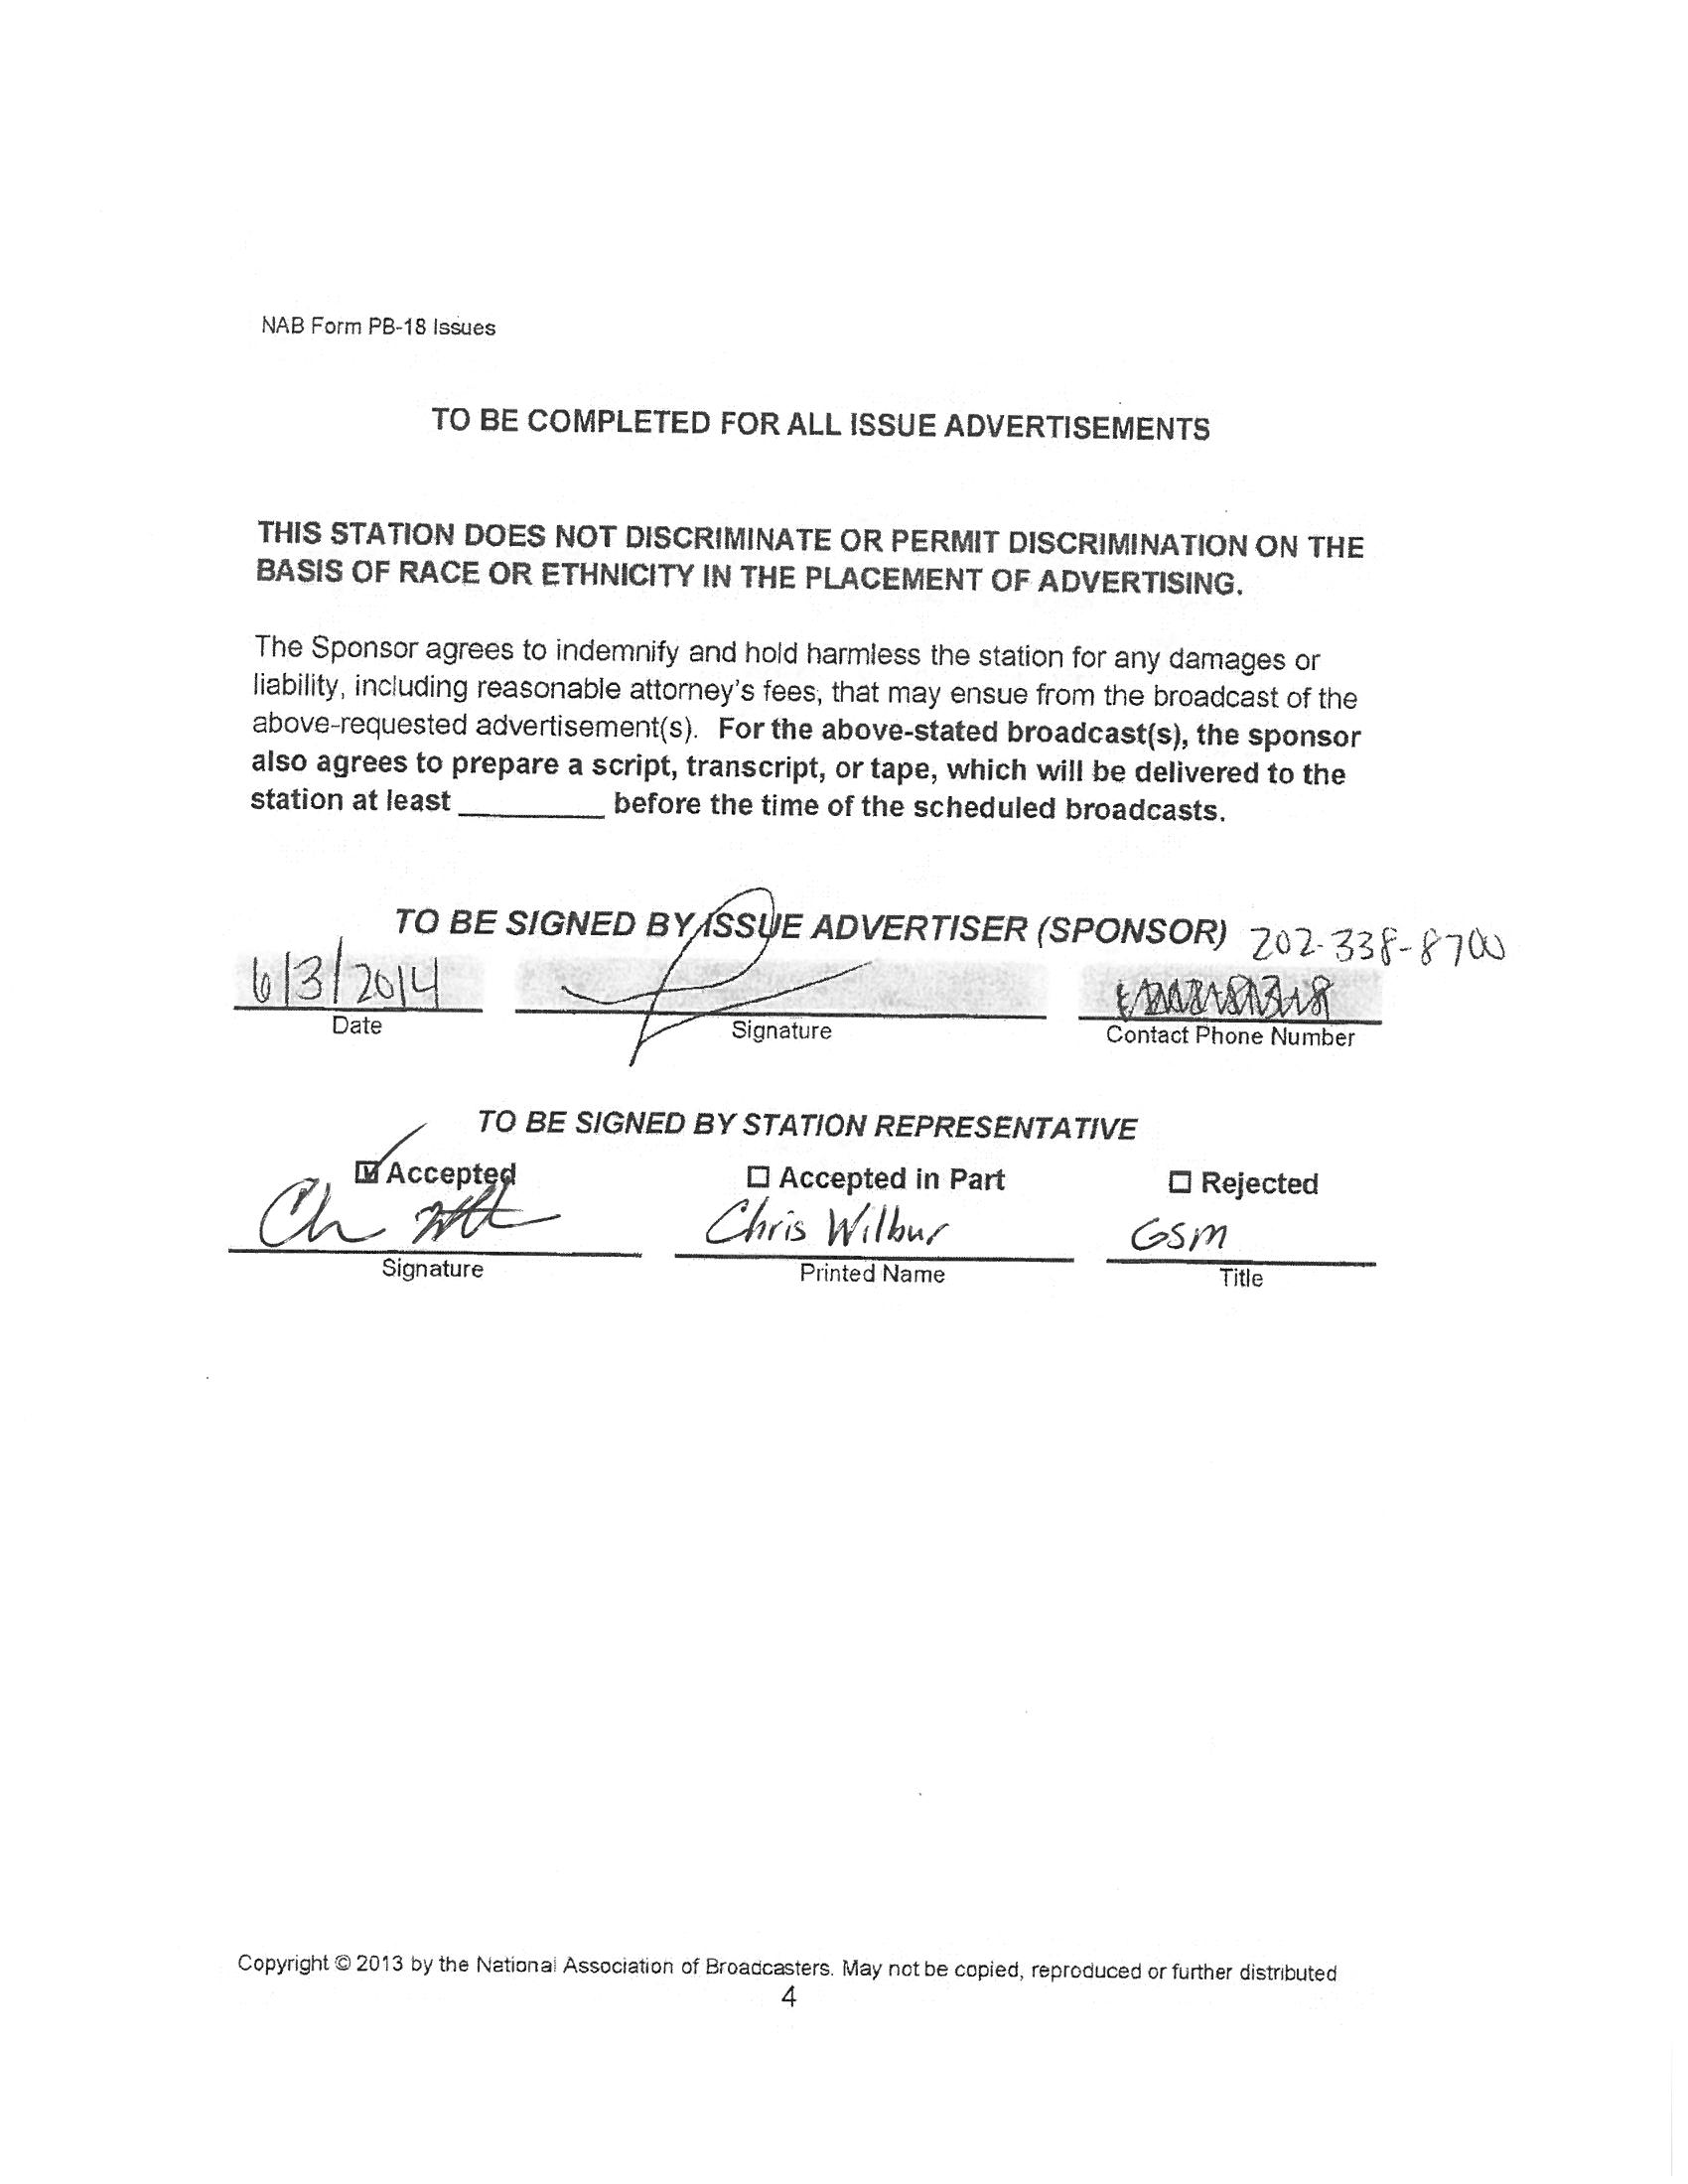 NAB Form PB-18 Issues
TO BE COMPLETED FOR ALL ISSUE ADVERTISEMENTS
THIS STATION DOES NOT DISCRIMINATE OR PERMIT DISCRIMINATION ON THE
BASIS OF RACE OR ETHNICITY IN THE PLACEMENT OF ADVERTISING.
The Sponsor agrees to indemnify and hold harmless the station for any damages or
liability, including reasonable attorney's fees, that may ensue from the broadcast of the
above-requested advertisement(s). For the above-stated broadcast(s), the sponsor
also agrees to prepare a script, transcript, or tape, which will be delivered to the
station at least ________ before the time of the scheduled broadcasts.
TO BE SIGNED BY ISSUE ADVERTISER (SPONSOR) 202-338-8700
6/3/2014
Date Signature Contact Phone Number
TO BE SIGNED BY STATION REPRESENTATIVE
☑ Accepted ☐ Accepted in Part ☐ Rejected
Chris Wilbur GSM
Signature Printed Name Title
Copyright © 2013 by the National Association of Broadcasters. May not be copied, reproduced or further distributed
4